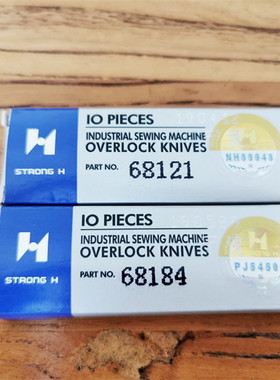 10 PIECES
INDUSTRIAL SEWING MACHINE
OVERLOCK KNIVES
PART NO. 68121
STRONG H
10 PIECES
INDUSTRIAL SEWING MACHINE
OVERLOCK KNIVES
PART NO. 68184
STRONG H